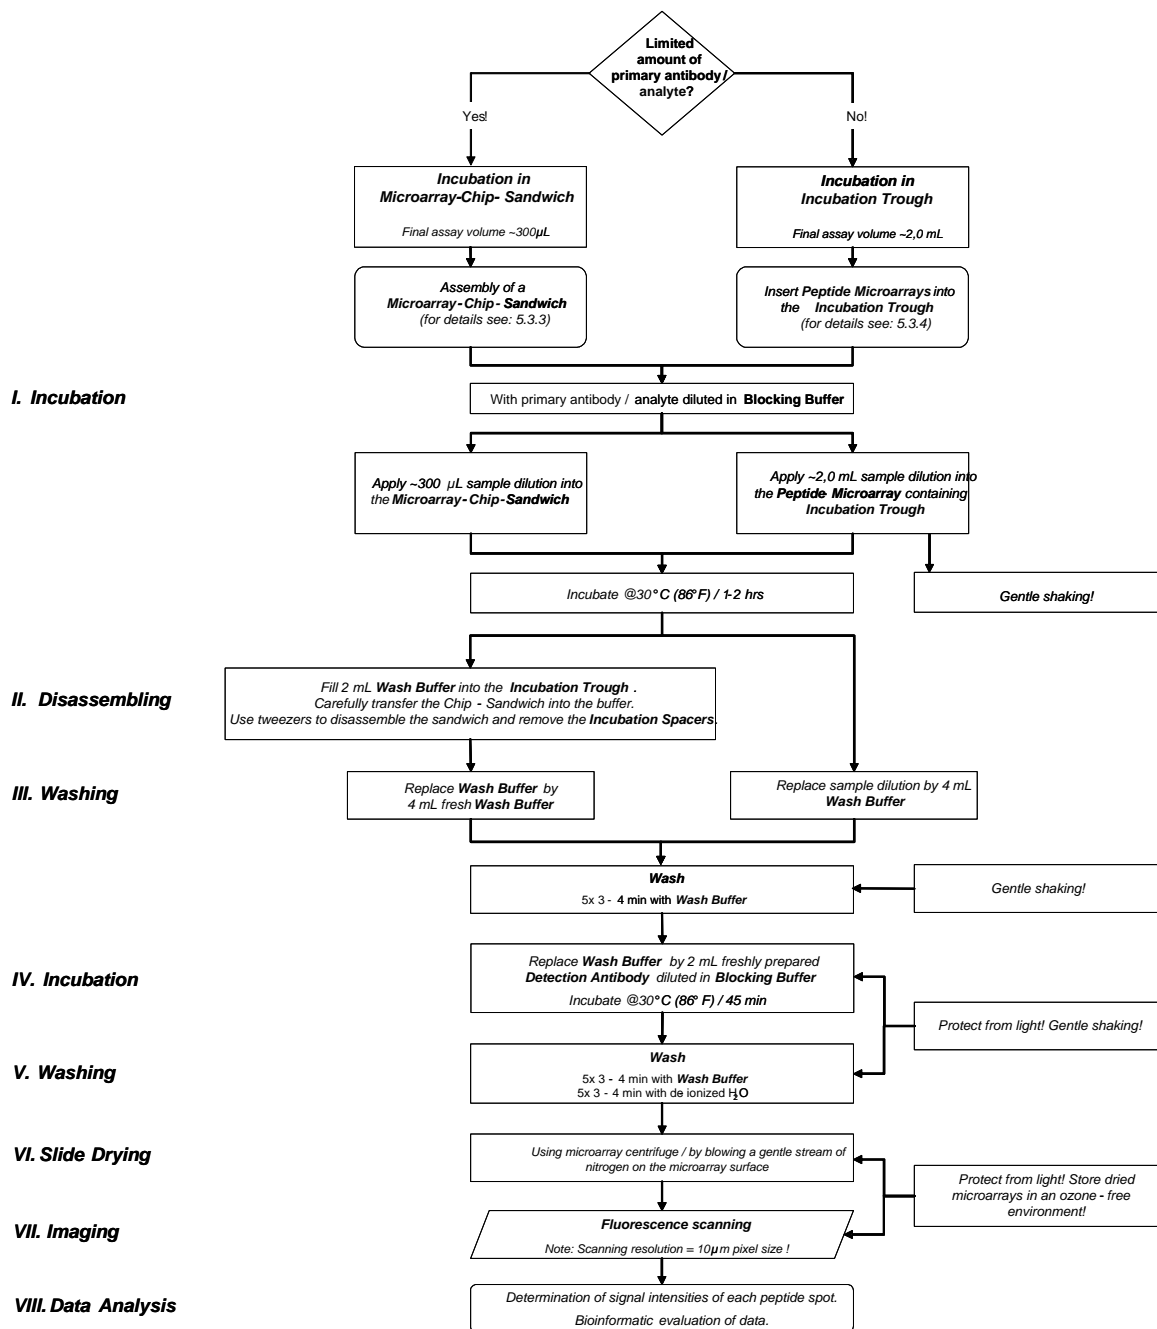 Limited
amount of
primary antibody/
analyte?
Yes!
No!
Incubation in
Microarray-Chip- Sandwich
Final assay volume ~300µL
Incubation in
Incubation Trough
Final assay volume ~2,0 mL
Assembly of a
Microarray-Chip-Sandwich
(for details see: 5.3.3)
Insert Peptide Microarrays into
the Incubation Trough
(for details see: 5.3.4)
I. Incubation
With primary antibody / analyte diluted in Blocking Buffer
Apply ~300 µL sample dilution into
the Microarray-Chip-Sandwich
Apply ~2,0 mL sample dilution into
the Peptide Microarray containing
Incubation Trough
Incubate @30°C (86°F) / 1-2 hrs
Gentle shaking!
II. Disassembling
Fill 2 mL Wash Buffer into the Incubation Trough .
Carefully transfer the Chip - Sandwich into the buffer.
Use tweezers to disassemble the sandwich and remove the Incubation Spacers.
III. Washing
Replace Wash Buffer by
4 mL fresh Wash Buffer
Replace sample dilution by 4 mL
Wash Buffer
Wash
5x 3 - 4 min with Wash Buffer
Gentle shaking!
IV. Incubation
Replace Wash Buffer by 2 mL freshly prepared
Detection Antibody diluted in Blocking Buffer
Incubate @30°C (86° F) / 45 min
Protect from light! Gentle shaking!
V. Washing
Wash
5x 3 - 4 min with Wash Buffer
5x 3 - 4 min with de ionized H2O
VI. Slide Drying
Using microarray centrifuge / by blowing a gentle stream of
nitrogen on the microarray surface
Protect from light! Store dried
microarrays in an ozone - free
environment!
VII. Imaging
Fluorescence scanning
Note: Scanning resolution = 10µm pixel size !
VIII. Data Analysis
Determination of signal intensities of each peptide spot.
Bioinformatic evaluation of data.